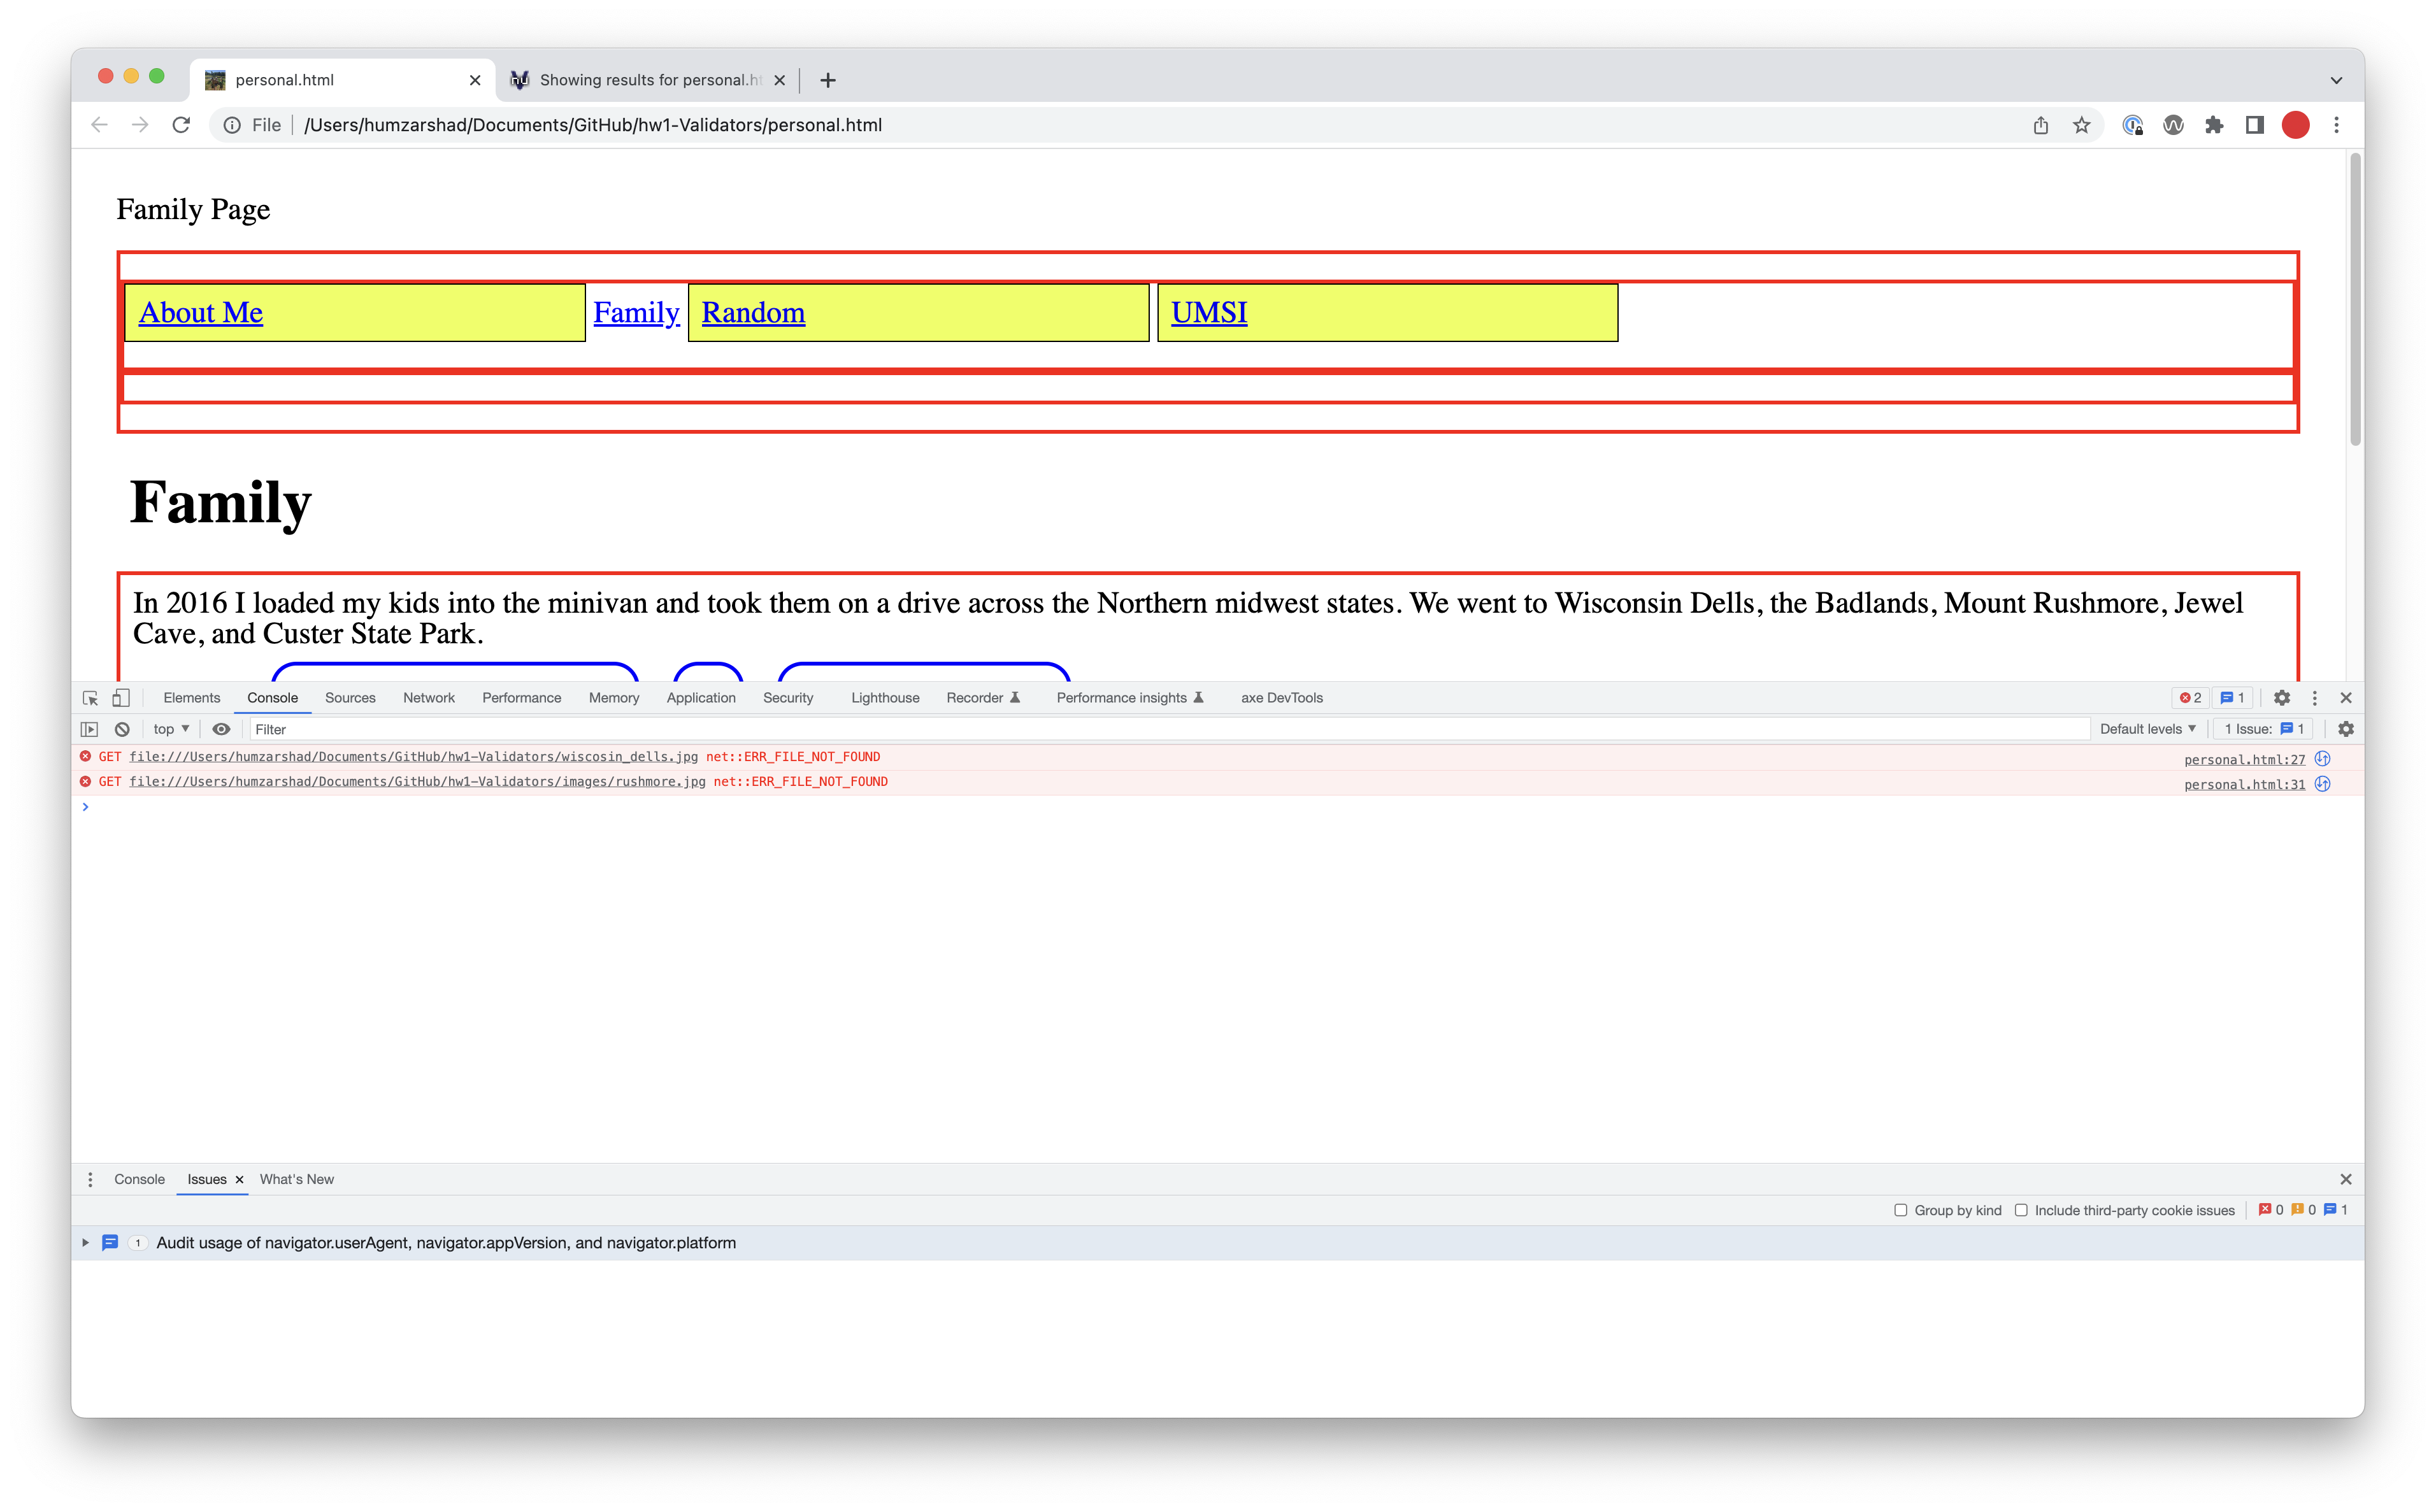 personal.html
Showing results for personal.ht
File /Users/humzarshad/Documents/GitHub/hw1-Validators/personal.html
Family Page
About Me Family Random UMSI
Family
In 2016 I loaded my kids into the minivan and took them on a drive across the Northern midwest states. We went to Wisconsin Dells, the Badlands, Mount Rushmore, Jewel
Cave, and Custer State Park.
Elements Console Sources Network Performance Memory Application Security Lighthouse Recorder Performance insights axe DevTools 2 1
top Filter Default levels 1 Issue: 1
GET file:///Users/humzarshad/Documents/GitHub/hw1-Validators/wiscosin_dells.jpg net::ERR_FILE_NOT_FOUND personal.html:27
GET file:///Users/humzarshad/Documents/GitHub/hw1-Validators/images/rushmore.jpg net::ERR_FILE_NOT_FOUND personal.html:31
Console Issues What's New
Group by kind Include third-party cookie issues 0 0 1
1 Audit usage of navigator.userAgent, navigator.appVersion, and navigator.platform